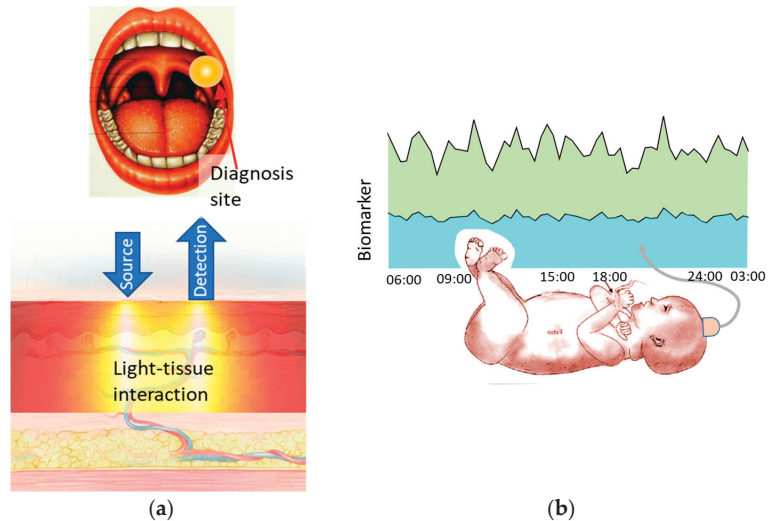 Diagnosis
site
Source
Detection
Light-tissue
interaction
(a)
Biomarker
06:00
09:00
15:00
18:00
24:00
03:00
(b)